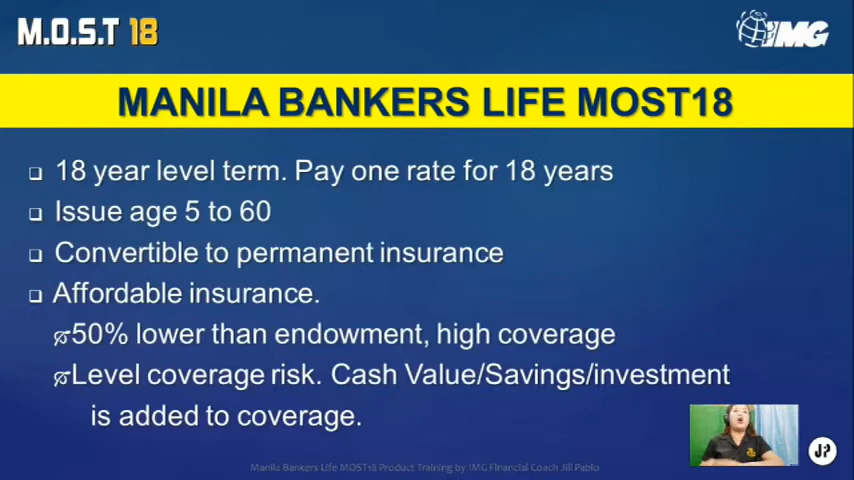 M.O.S.T 18
IMG
MANILA BANKERS LIFE MOST18
18 year level term. Pay one rate for 18 years
Issue age 5 to 60
Convertible to permanent insurance
Affordable insurance.
50% lower than endowment, high coverage
Level coverage risk. Cash Value/Savings/investment
is added to coverage.
JP
Manila Bankers Life MOST18 Product Training by IMG Financial Coach Jill Pablo